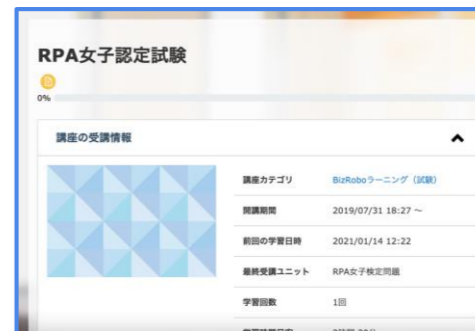 RPA女子認定試験
0%
講座の受講情報
講座カテゴリ BizRoboラーニング（試験）
開講期間 2019/07/31 18:27 ～
前回の学習日時 2021/01/14 12:22
最終受講ユニット RPA女子検定問題
学習回数 1回